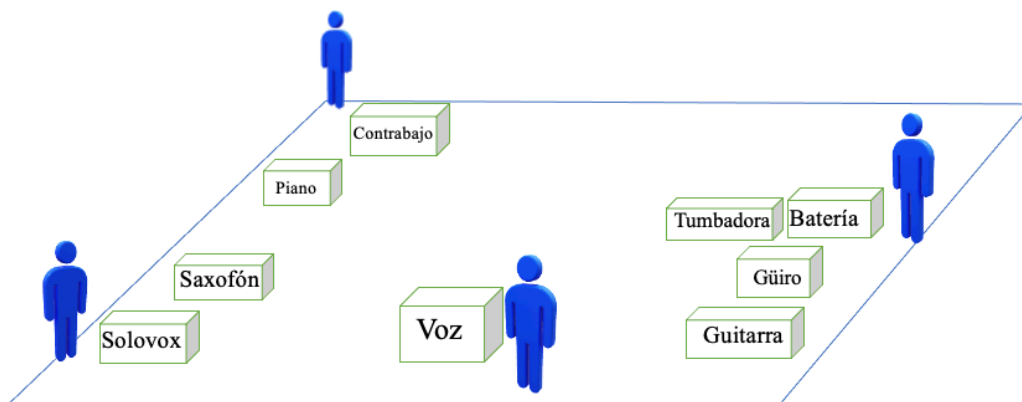 Contrabajo
Piano
Tumbadora
Batería
Saxofón
Güiro
Solovox
Voz
Guitarra